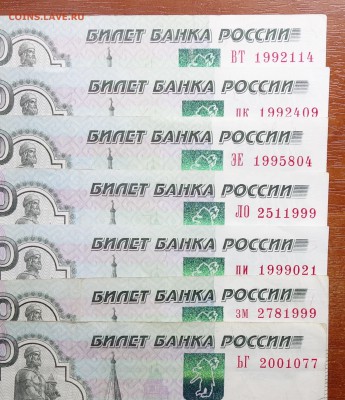 COINS.LAVE.RU
БИЛЕТ БАНКА РОССИИ
ВТ 1992114
БИЛЕТ БАНКА РОССИИ
ПК 1992409
БИЛЕТ БАНКА РОССИИ
ЭЕ 1995804
БИЛЕТ БАНКА РОССИИ
ЛО 2511999
БИЛЕТ БАНКА РОССИИ
ПИ 1999021
БИЛЕТ БАНКА РОССИИ
ЗМ 2781999
БИЛЕТ БАНКА РОССИИ
ЬГ 2001077